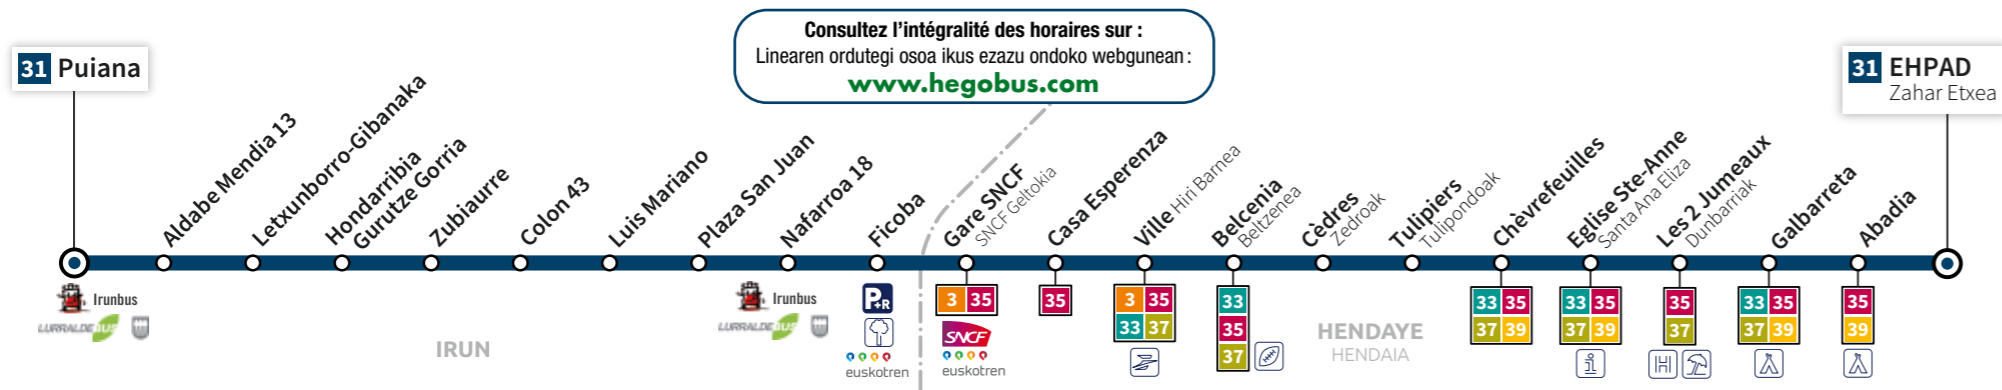 Consultez l'intégralité des horaires sur :
Linearen ordutegi osoa ikus ezazu ondoko webgunean :
www.hegobus.com
31 Puiana
Aldabe Mendia 13
Letxunborro-Gibanaka
Hondarribia
Gurutze Gorria
Zubiaurre
Colon 43
Luis Mariano
Plaza San Juan
Nafarroa 18
Ficoba
Gare SNCF
SNCF Geltokia
Casa Esperenza
Ville Hiri Barnea
Belcenia
Beltzenea
Cèdres
Zedroak
Tulipiers
Tulipondoak
Chèvrefeuilles
Eglise Ste-Anne
Santa Ana Eliza
Les 2 Jumeaux
Dunbarriak
Galbarreta
Abadia
31 EHPAD
Zahar Etxea
Irunbus
LURRALDEBUS
IRUN
Irunbus
LURRALDEBUS
P+R
euskotren
3 35
SNCF
euskotren
35
3 35
33 37
33
35
37
HENDAYE
HENDAIA
33 35
37 39
33 35
37 39
i
35
37
H
33 35
37 39
35
39